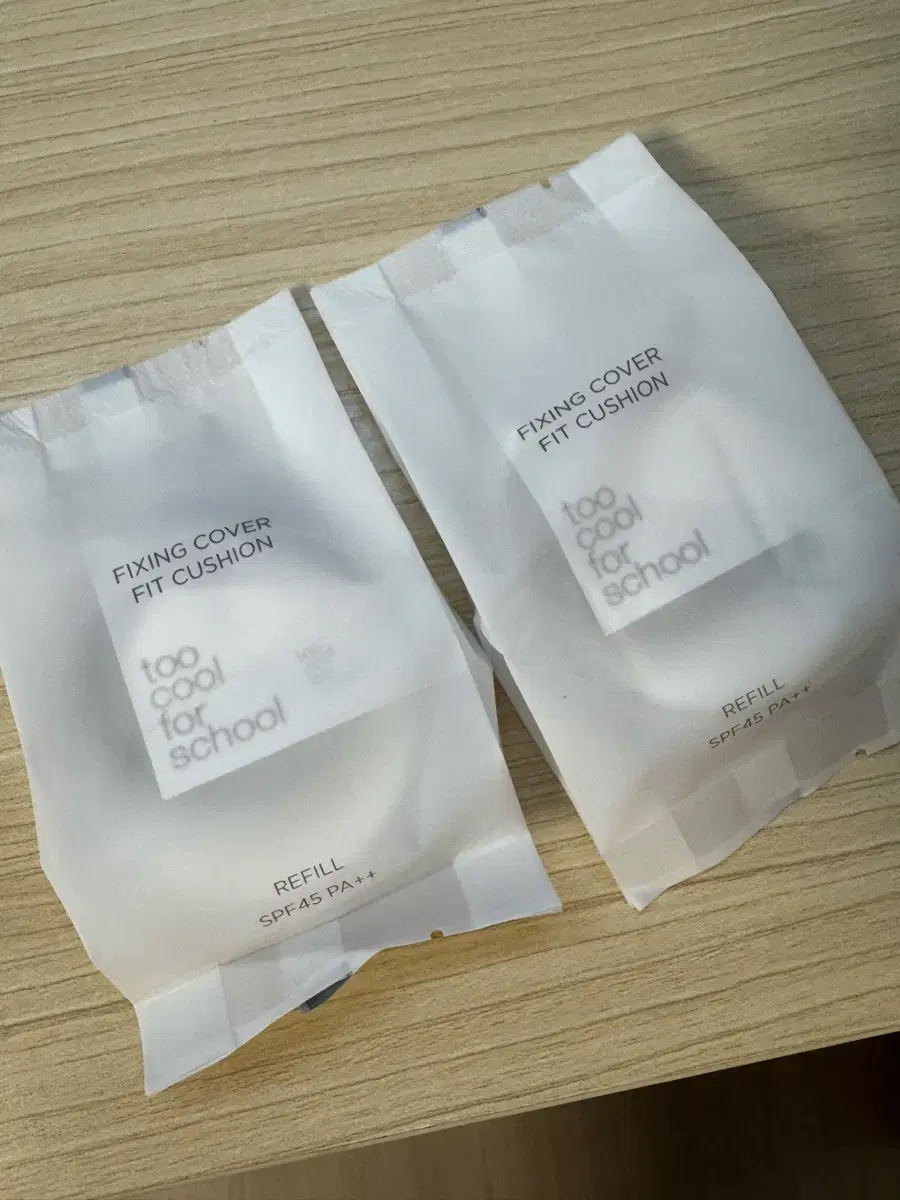 FIXING COVER
FIT CUSHION
too
cool
for
school
REFILL
SPF45 PA++
FIXING COVER
FIT CUSHION
too
cool
for
school
REFILL
SPF45 PA++